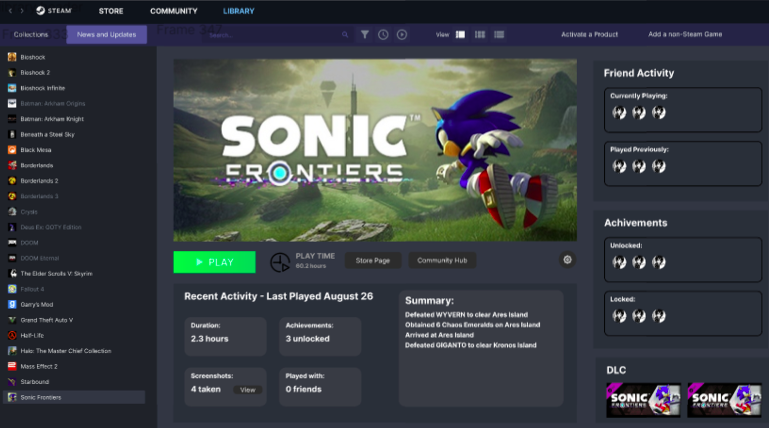 STEAM
STORE
COMMUNITY
LIBRARY
Collections
News and Updates
Frame 347
Search...
View
Activate a Product
Add a non-Steam Game
Bioshock
Bioshock 2
Bioshock Infinite
Batman: Arkham Origins
Batman: Arkham Knight
Beneath a Steel Sky
Black Mesa
Borderlands
Borderlands 2
Borderlands 3
Crysis
Deus Ex: GOTY Edition
DOOM
DOOM Eternal
The Elder Scrolls V: Skyrim
Fallout 4
Garry's Mod
Grand Theft Auto V
Half-Life
Halo: The Master Chief Collection
Mass Effect 2
Starbound
Sonic Frontiers
SONIC
FRONTIERS
TM
PLAY
PLAY TIME
60.2 hours
Store Page
Community Hub
Recent Activity - Last Played August 26
Duration:
2.3 hours
Achievements:
3 unlocked
Screenshots:
4 taken
View
Played with:
0 friends
Summary:
Defeated WYVERN to clear Ares Island
Obtained 6 Chaos Emeralds on Ares Island
Arrived at Ares Island
Defeated GIGANTO to clear Kronos Island
Friend Activity
Currently Playing:
Played Previously:
Achivements
Unlocked:
Locked:
DLC
SONIC
FRONTIERS
SONIC
FRONTIERS